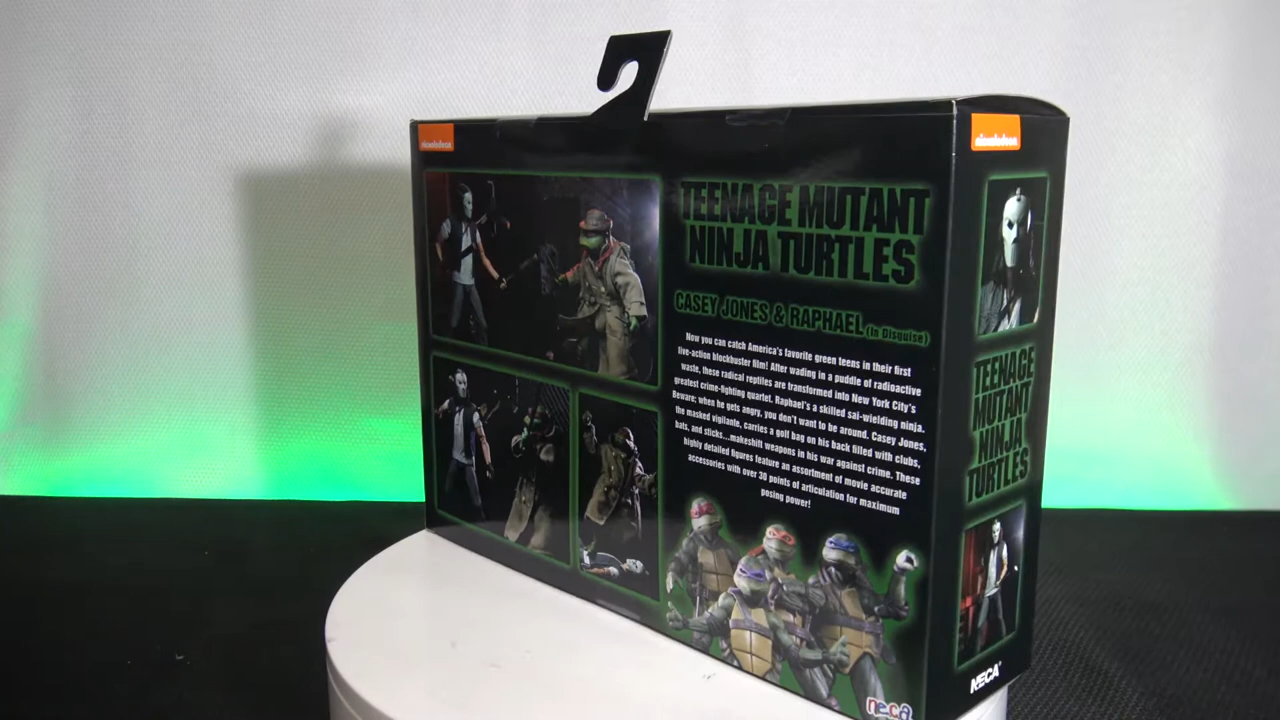 nickelodeon
TEENAGE MUTANT
NINJA TURTLES
CASEY JONES & RAPHAEL (In Disguise)
Now you can catch America's favorite green teens in their first
live-action blockbuster film! After wading in a puddle of radioactive
waste, these radical reptiles are transformed into New York City's
greatest crime-fighting quartet. Raphael's a skilled sai-wielding ninja.
Beware; when he gets angry, you don't want to be around. Casey Jones,
the masked vigilante, carries a golf bag on his back filled with clubs,
bats, and sticks...makeshift weapons in his war against crime. These
highly detailed figures feature an assortment of movie accurate
accessories with over 30 points of articulation for maximum
posing power!
neca
nickelodeon
TEENAGE
MUTANT
NINJA
TURTLES
NECA